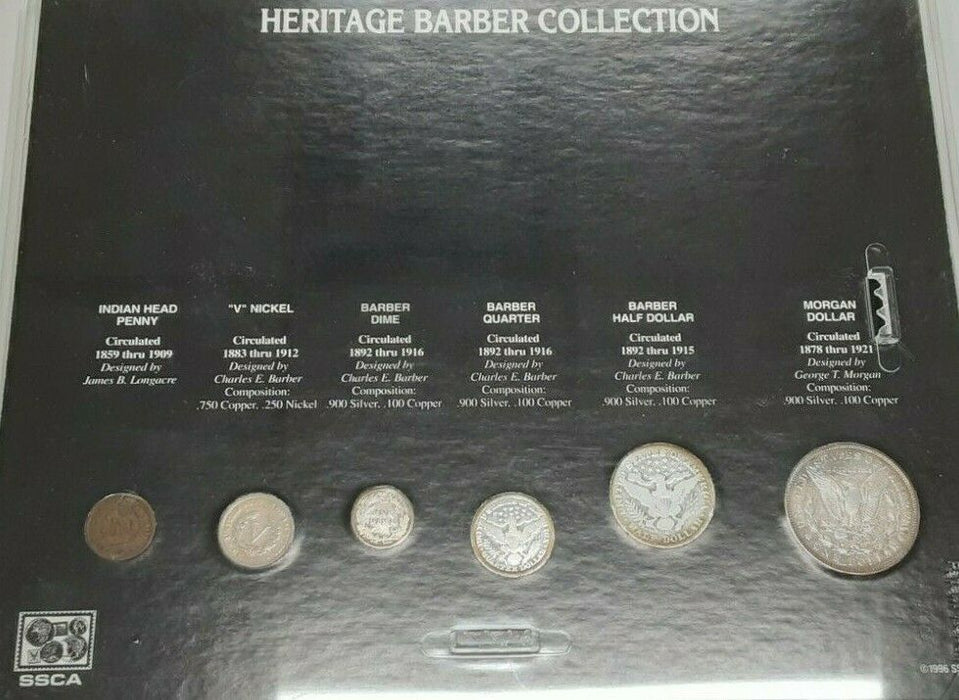 HERITAGE BARBER COLLECTION
INDIAN HEAD
PENNY
Circulated
1859 thru 1909
Designed by
James B. Longacre
"V" NICKEL
Circulated
1883 thru 1912
Designed by
Charles E. Barber
Composition:
.750 Copper, .250 Nickel
BARBER
DIME
Circulated
1892 thru 1916
Designed by
Charles E. Barber
Composition:
.900 Silver, .100 Copper
BARBER
QUARTER
Circulated
1892 thru 1916
Designed by
Charles E. Barber
Composition:
.900 Silver, .100 Copper
BARBER
HALF DOLLAR
Circulated
1892 thru 1915
Designed by
Charles E. Barber
Composition:
.900 Silver, .100 Copper
MORGAN
DOLLAR
Circulated
1878 thru 1921
Designed by
George T. Morgan
Composition:
.900 Silver, .100 Copper
SSCA
©1996